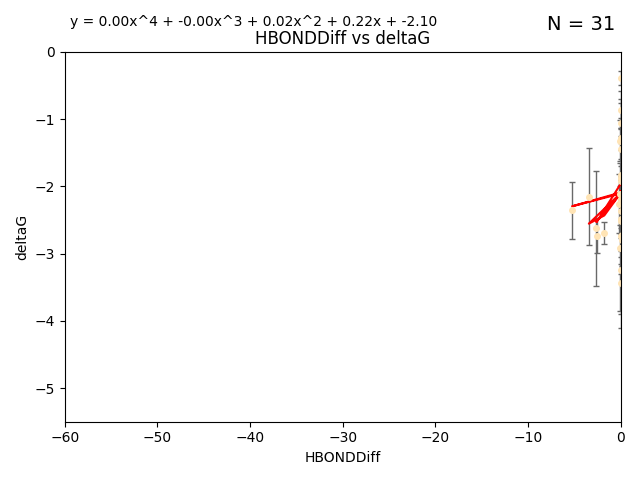 y = 0.00x^4 + -0.00x^3 + 0.02x^2 + 0.22x + -2.10
N = 31
HBONDDiff vs deltaG
0
−1
−2
−3
−4
−5
deltaG
−60 −50 −40 −30 −20 −10 0
HBONDDiff